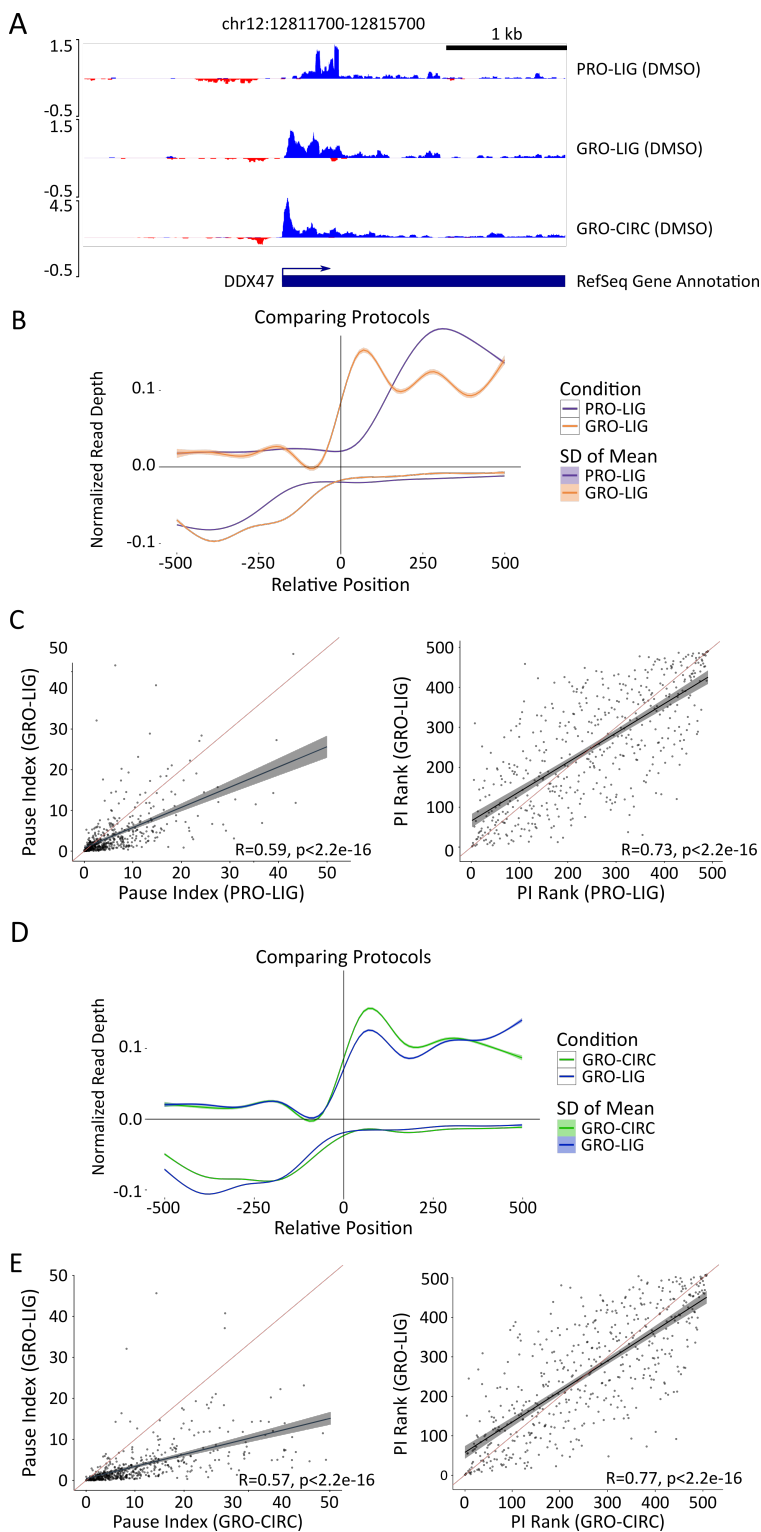 A
chr12:12811700-12815700
1 kb
1.5
-0.5
PRO-LIG (DMSO)
1.5
-0.5
GRO-LIG (DMSO)
4.5
-0.5
GRO-CIRC (DMSO)
DDX47
RefSeq Gene Annotation
B
Comparing Protocols
Normalized Read Depth
0.1
0.0
-0.1
-500
-250
0
250
500
Relative Position
Condition
PRO-LIG
GRO-LIG
SD of Mean
PRO-LIG
GRO-LIG
C
Pause Index (GRO-LIG)
50
40
30
20
10
0
0
10
20
30
40
50
R=0.59, p<2.2e-16
Pause Index (PRO-LIG)
PI Rank (GRO-LIG)
500
400
300
200
100
0
0
100
200
300
400
500
R=0.73, p<2.2e-16
PI Rank (PRO-LIG)
D
Comparing Protocols
Normalized Read Depth
0.1
0.0
-0.1
-500
-250
0
250
500
Relative Position
Condition
GRO-CIRC
GRO-LIG
SD of Mean
GRO-CIRC
GRO-LIG
E
Pause Index (GRO-LIG)
50
40
30
20
10
0
0
10
20
30
40
50
R=0.57, p<2.2e-16
Pause Index (GRO-CIRC)
PI Rank (GRO-LIG)
500
400
300
200
100
0
0
100
200
300
400
500
R=0.77, p<2.2e-16
PI Rank (GRO-CIRC)